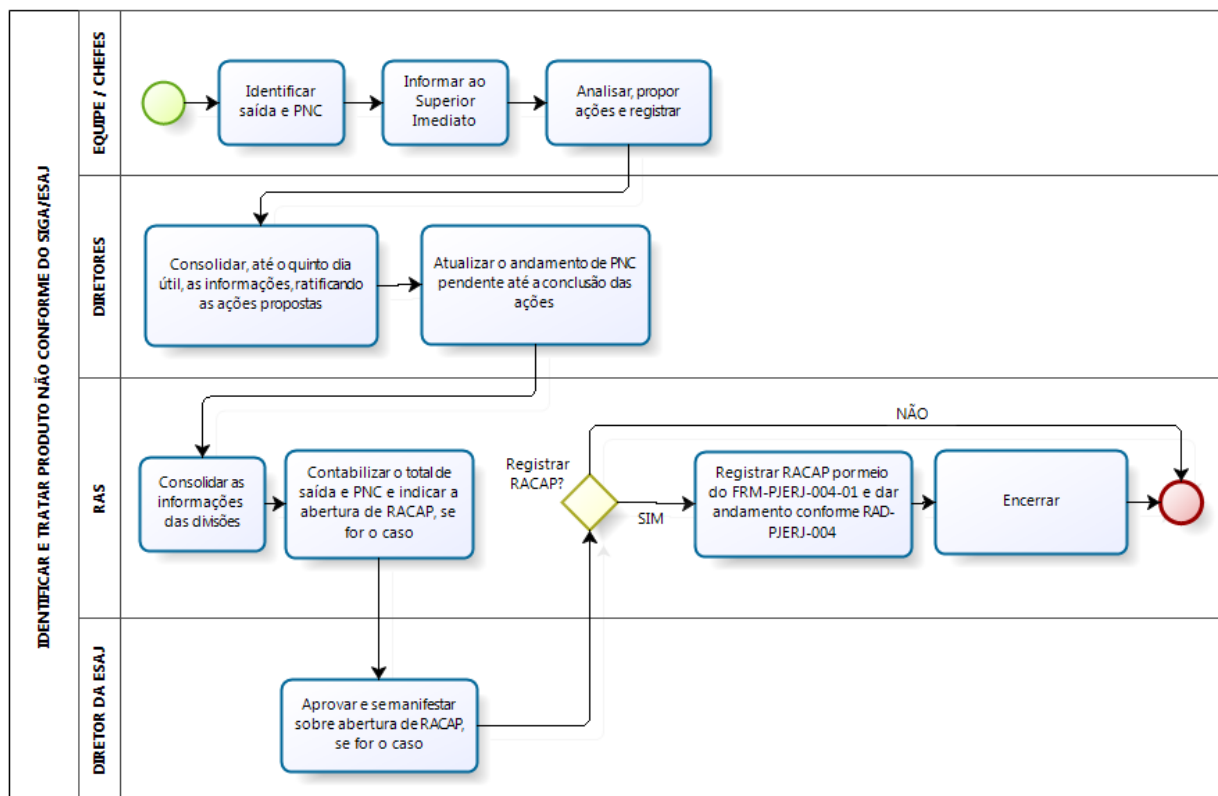 IDENTIFICAR E TRATAR PRODUTO NÃO CONFORME DO SIGA/ESAJ
EQUIPE / CHEFES
Identificar
saída e PNC
Informar ao
Superior
Imediato
Analisar, propor
ações e registrar
DIRETORES
Consolidar, até o quinto dia
útil, as informações, ratificando
as ações propostas
Atualizar o andamento de PNC
pendente até a conclusão das
ações
RAS
Consolidar as
informações
das divisões
Contabilizar o total de
saída e PNC e indicar a
abertura de RACAP, se
for o caso
Registrar
RACAP?
NÃO
SIM
Registrar RACAP por meio
do FRM-PJERJ-004-01 e dar
andamento conforme RAD-
PJERJ-004
Encerrar
DIRETOR DA ESAJ
Aprovar e se manifestar
sobre abertura de RACAP,
se for o caso